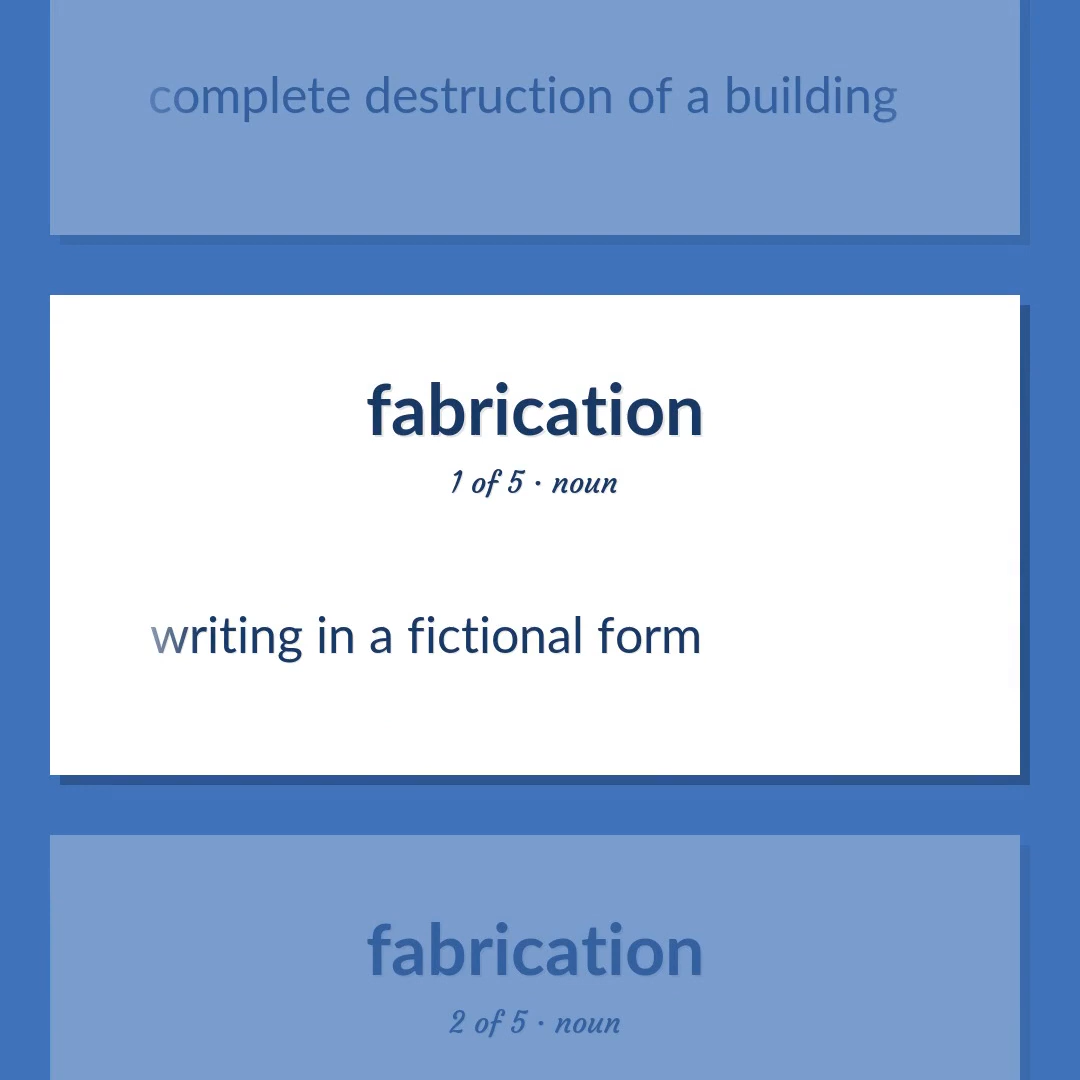 complete destruction of a building
fabrication
1 of 5 · noun
writing in a fictional form
fabrication
2 of 5 · noun